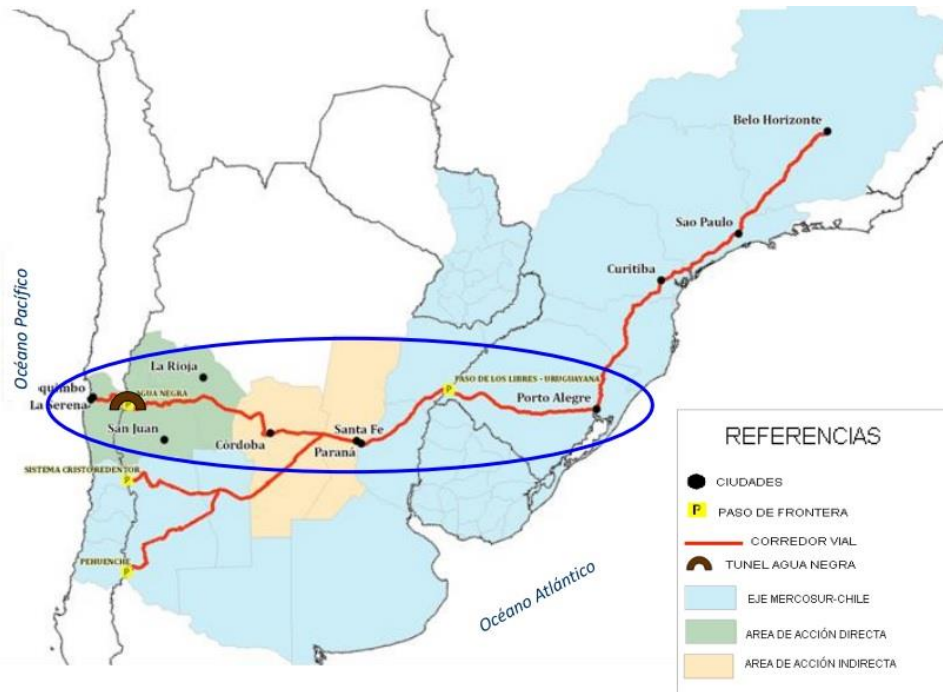 Belo Horizonte
Sao Paulo
Curitíba
Océano Pacífico
La Rioja
PASO DE LOS LIBRES - URUGUAYANA
quimbo
AGUA NEGRA
La Serena
Porto Alegre
San Juan
Santa Fe
Córdoba
Paraná
SISTEMA CRISTO REDENTOR
P
P
P
P
PEHUENCHE
Océano Atlántico
REFERENCIAS
CIUDADES
P PASO DE FRONTERA
CORREDOR VIAL
TUNEL AGUA NEGRA
EJE MERCOSUR-CHILE
AREA DE ACCIÓN DIRECTA
AREA DE ACCIÓN INDIRECTA